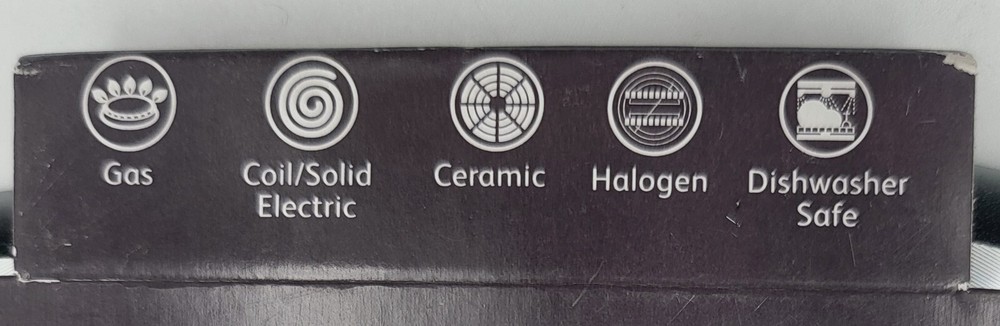 Gas
Coil/Solid
Electric
Ceramic
Halogen
Dishwasher
Safe